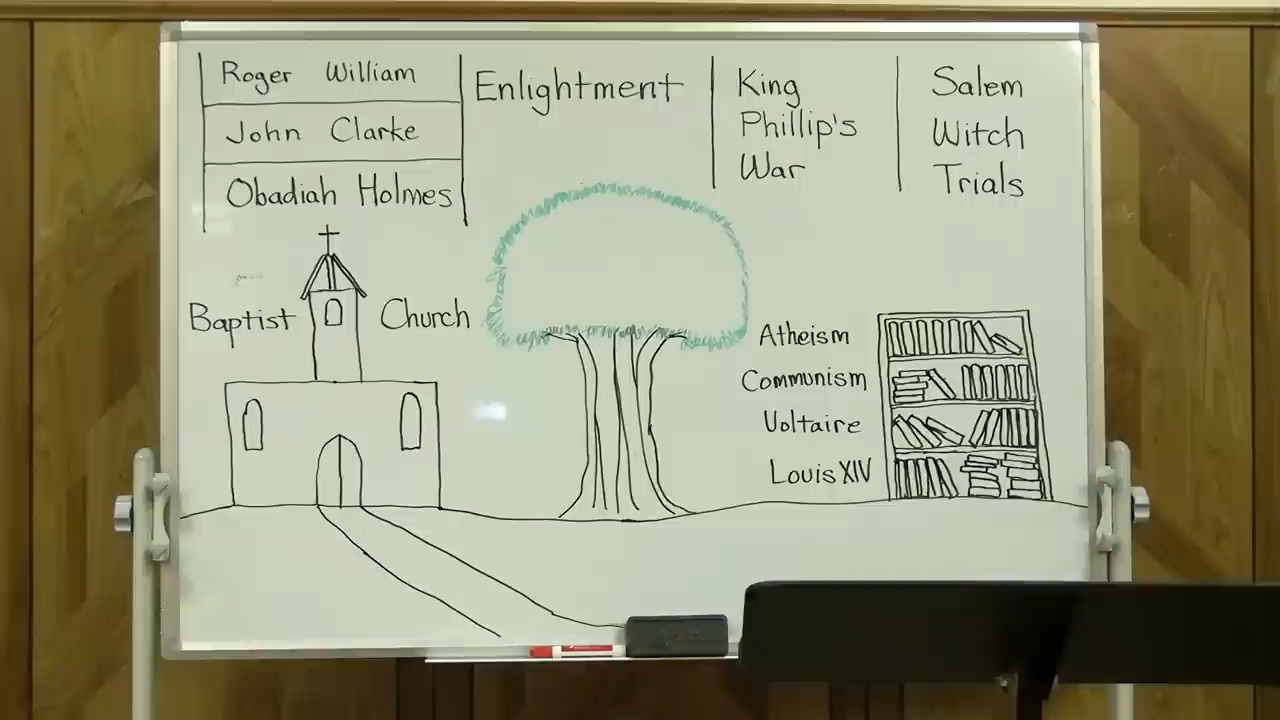 Roger William
John Clarke
Obadiah Holmes
Enlightment
King
Phillip's
War
Salem
Witch
Trials
Baptist Church
Atheism
Communism
Voltaire
Louis XIV